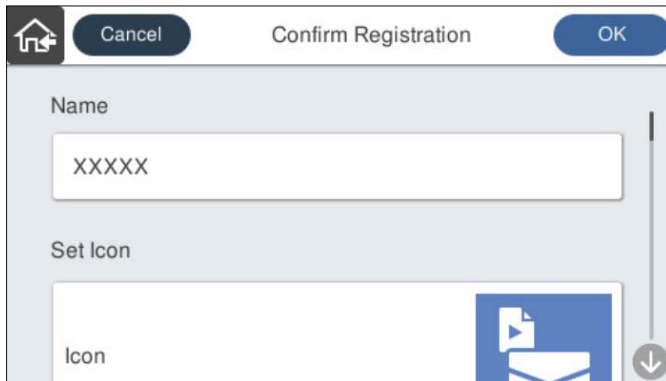 Cancel
Confirm Registration
OK
Name
XXXXX
Set Icon
Icon